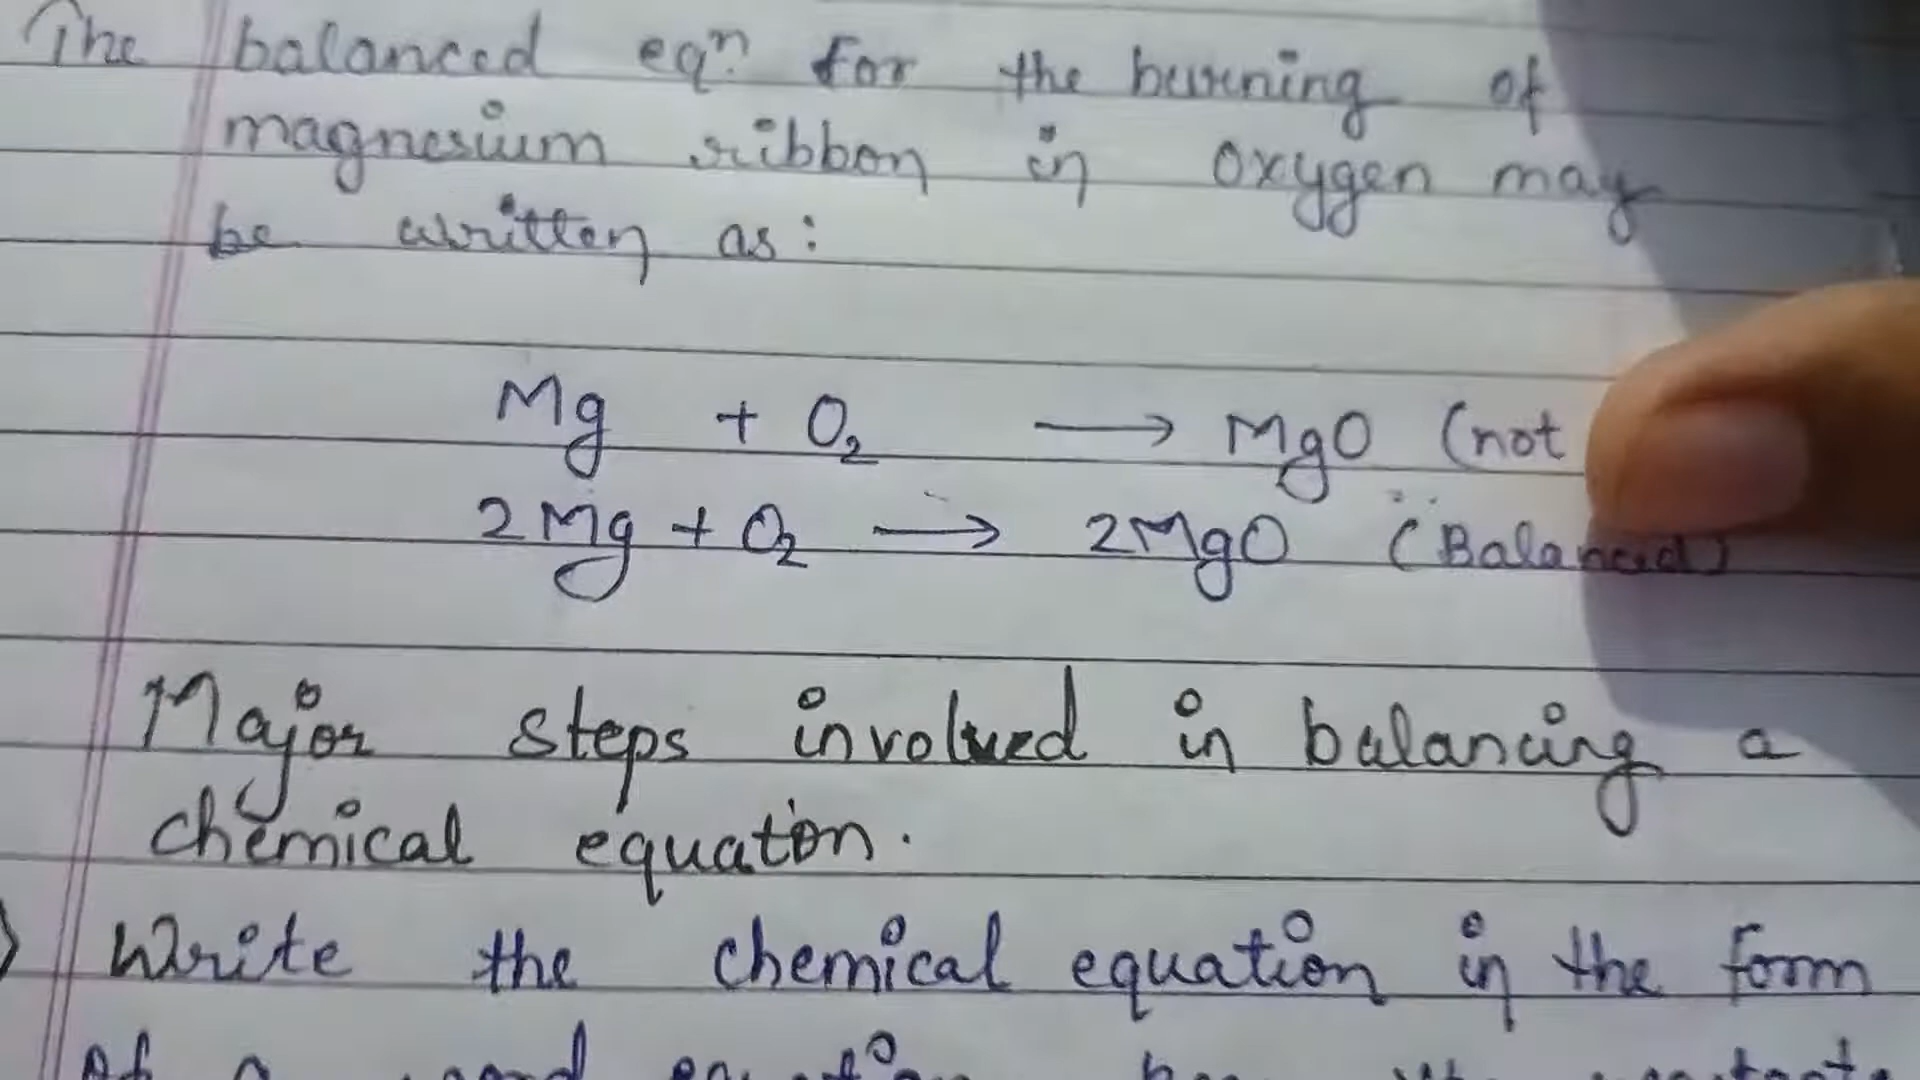 The balanced eqn. for the burning of
magnesium ribbon in oxygen may
be written as:
Mg + O₂ → MgO (not
2Mg + O₂ → 2MgO (Balanced)
Major steps involved in balancing a
chemical equation.
Write the chemical equation in the form
of a